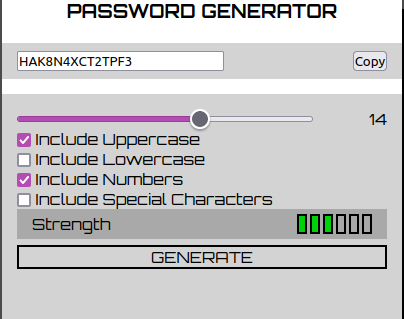 PASSWORD GENERATOR
HAK8N4XCT2TPF3
Copy
14
Include Uppercase
Include Lowercase
Include Numbers
Include Special Characters
Strength
GENERATE